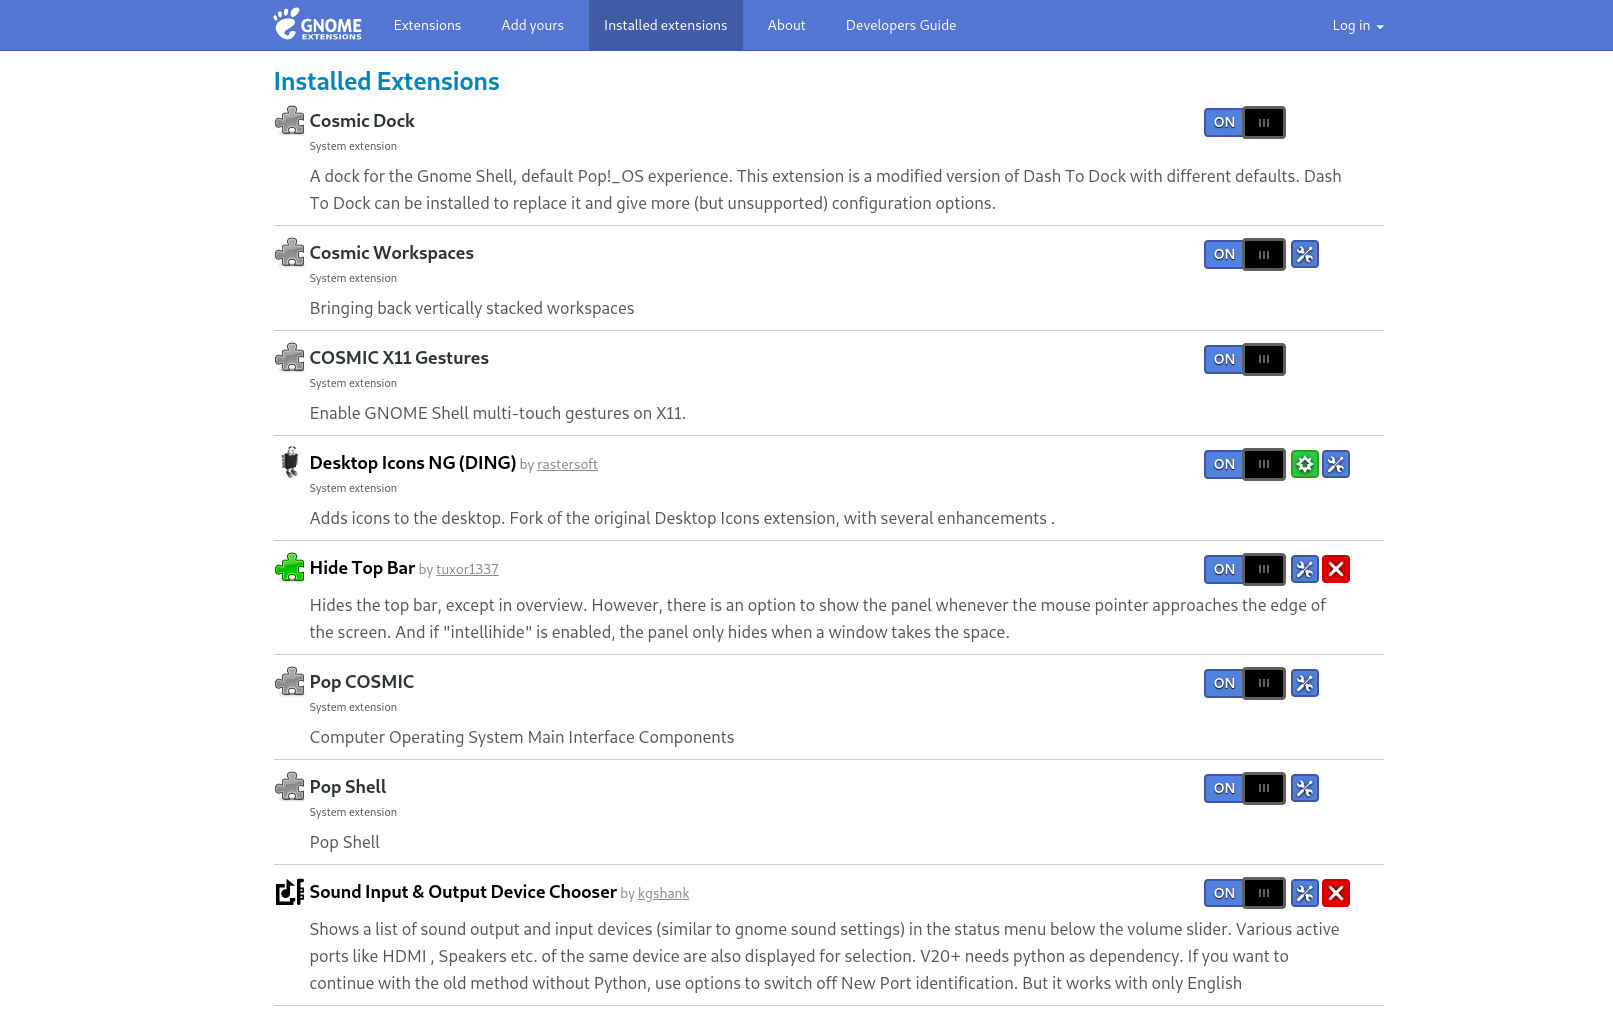 GNOME EXTENSIONS Extensions Add yours Installed extensions About Developers Guide Log in
Installed Extensions
Cosmic Dock ON
System extension
A dock for the Gnome Shell, default Pop!_OS experience. This extension is a modified version of Dash To Dock with different defaults. Dash
To Dock can be installed to replace it and give more (but unsupported) configuration options.
Cosmic Workspaces ON
System extension
Bringing back vertically stacked workspaces
COSMIC X11 Gestures ON
System extension
Enable GNOME Shell multi-touch gestures on X11.
Desktop Icons NG (DING) by rastersoft ON
System extension
Adds icons to the desktop. Fork of the original Desktop Icons extension, with several enhancements .
Hide Top Bar by tuxor1337 ON
Hides the top bar, except in overview. However, there is an option to show the panel whenever the mouse pointer approaches the edge of
the screen. And if "intellihide" is enabled, the panel only hides when a window takes the space.
Pop COSMIC ON
System extension
Computer Operating System Main Interface Components
Pop Shell ON
System extension
Pop Shell
Sound Input & Output Device Chooser by kgshank ON
Shows a list of sound output and input devices (similar to gnome sound settings) in the status menu below the volume slider. Various active
ports like HDMI , Speakers etc. of the same device are also displayed for selection. V20+ needs python as dependency. If you want to
continue with the old method without Python, use options to switch off New Port identification. But it works with only English